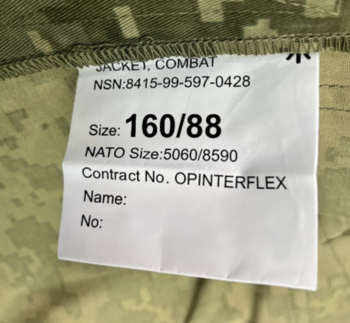 JACKET, COMBAT
NSN:8415-99-597-0428
Size: 160/88
NATO Size:5060/8590
Contract No. OPINTERFLEX
Name:
No: